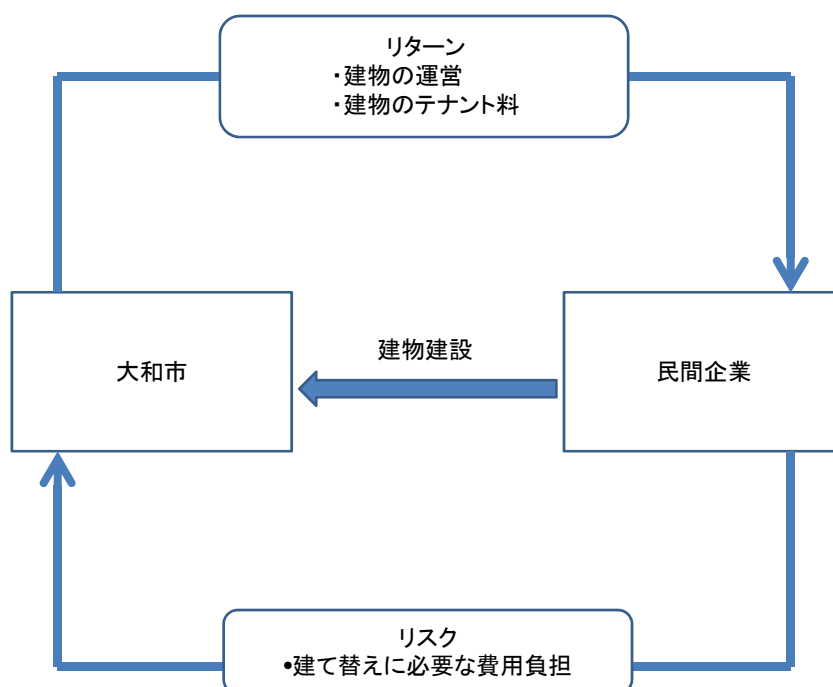 リターン
・建物の運営
・建物のテナント料
大和市
建物建設
民間企業
リスク
•建て替えに必要な費用負担